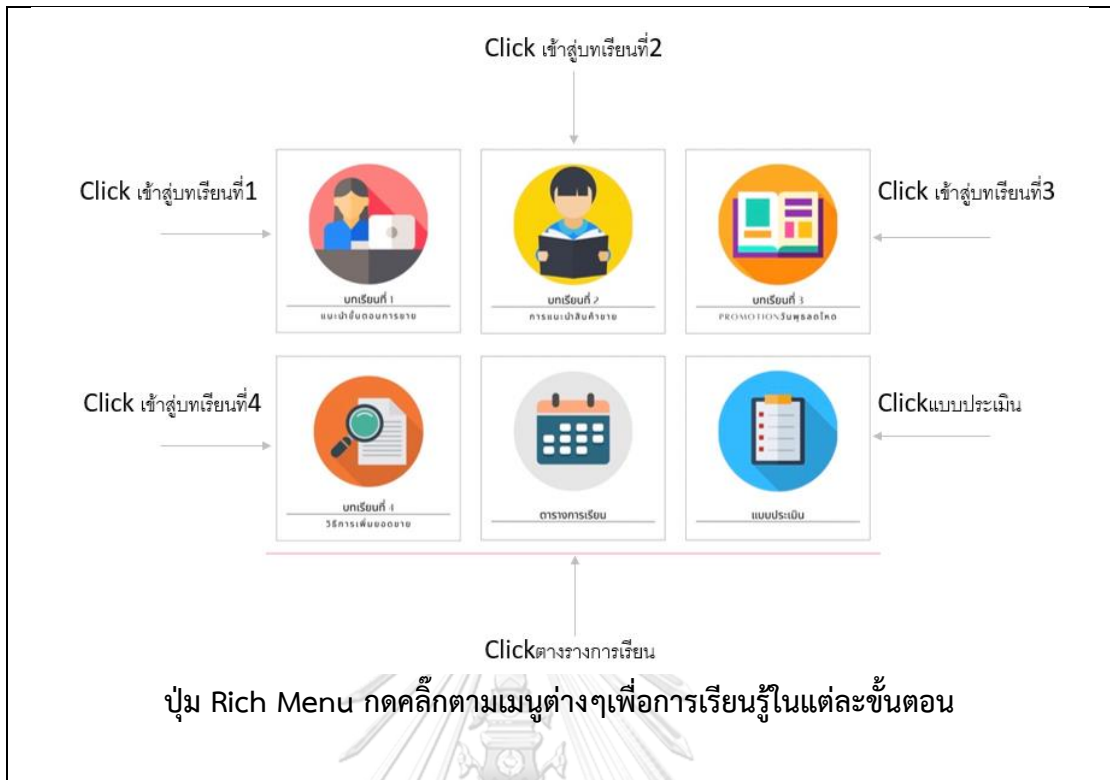 Click เข้าสู่บทเรียนที่2
Click เข้าสู่บทเรียนที่1
Click เข้าสู่บทเรียนที่3
บทเรียนที่ 1
แนะนำขั้นตอนการขาย
บทเรียนที่ 2
การแนะนำสินค้าขาย
บทเรียนที่ 3
PROMOTIONวันพุธลดโหด
Click เข้าสู่บทเรียนที่4
Clickแบบประเมิน
บทเรียนที่ 4
วิธีการเพิ่มยอดขาย
ตารางการเรียน
แบบประเมิน
Clickตางรางการเรียน
ปุ่ม Rich Menu กดคลิ๊กตามเมนูต่างๆเพื่อการเรียนรู้ในแต่ละขั้นตอน